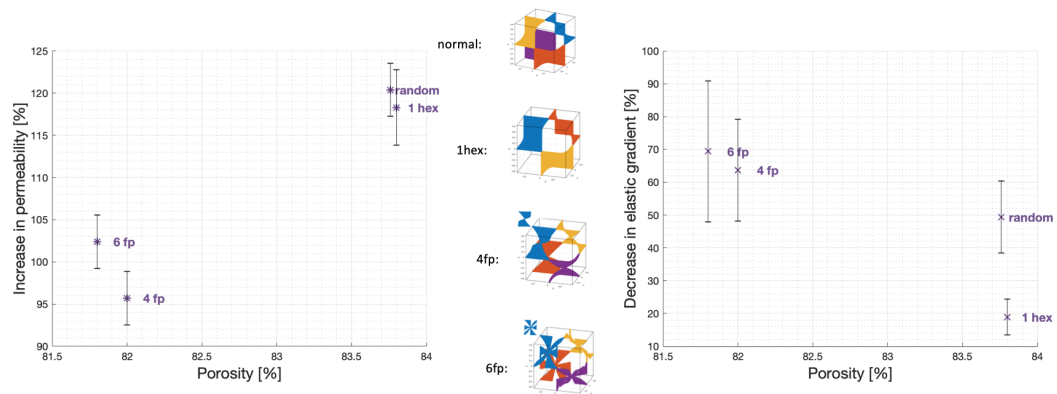 125
120
115
110
105
100
95
90
81.5
82
82.5
83
83.5
84
Increase in permeability [%]
Porosity [%]
random
1 hex
6 fp
4 fp
normal:
1hex:
4fp:
6fp:
100
90
80
70
60
50
40
30
20
10
81.5
82
82.5
83
83.5
84
Decrease in elastic gradient [%]
Porosity [%]
6 fp
4 fp
random
1 hex